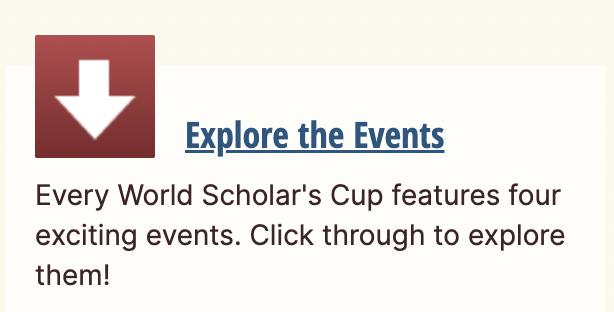 Explore the Events
Every World Scholar's Cup features four
exciting events. Click through to explore
them!